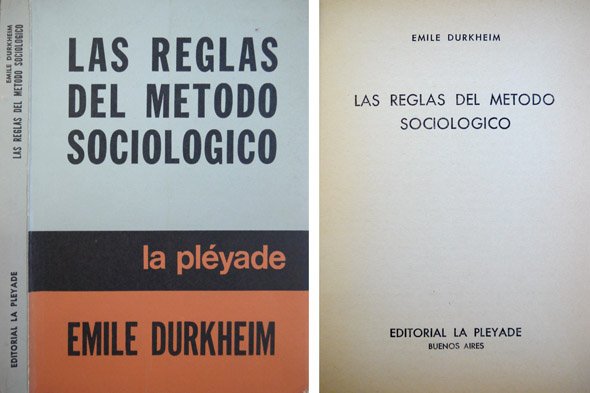 EMILE DURKHEIM
LAS REGLAS DEL METODO SOCIOLOGICO
EDITORIAL LA PLEYADE
LAS REGLAS
DEL METODO
SOCIOLOGICO
la pléyade
EMILE DURKHEIM
EMILE DURKHEIM
LAS REGLAS DEL METODO
SOCIOLOGICO
EDITORIAL LA PLEYADE
BUENOS AIRES